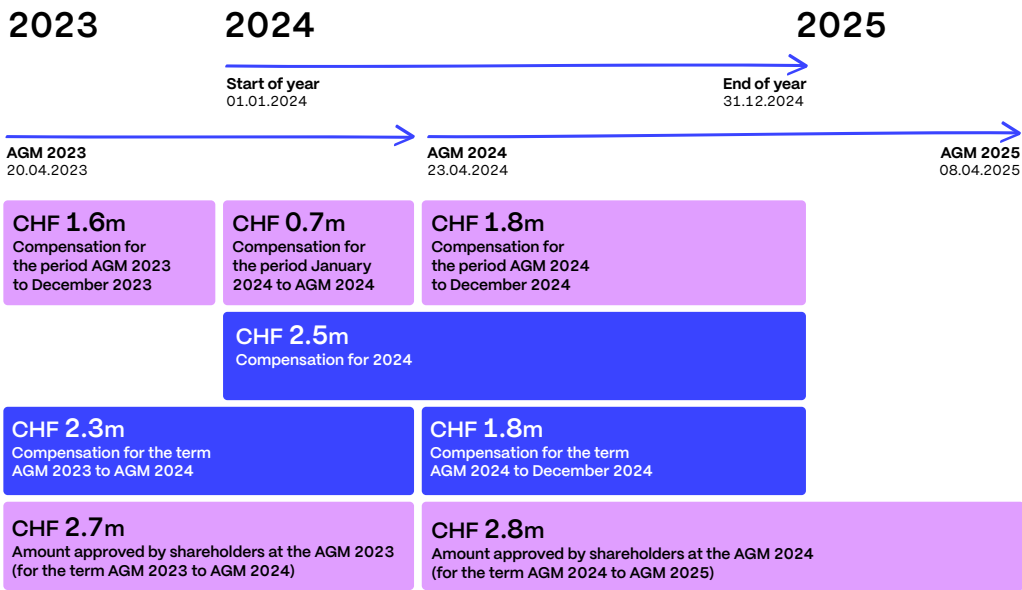 2023 2024 2025
Start of year End of year
01.01.2024 31.12.2024
AGM 2023 AGM 2024 AGM 2025
20.04.2023 23.04.2024 08.04.2025
CHF 1.6m
Compensation for
the period AGM 2023
to December 2023
CHF 0.7m
Compensation for
the period January
2024 to AGM 2024
CHF 1.8m
Compensation for
the period AGM 2024
to December 2024
CHF 2.5m
Compensation for 2024
CHF 2.3m
Compensation for the term
AGM 2023 to AGM 2024
CHF 1.8m
Compensation for the term
AGM 2024 to December 2024
CHF 2.7m
Amount approved by shareholders at the AGM 2023
(for the term AGM 2023 to AGM 2024)
CHF 2.8m
Amount approved by shareholders at the AGM 2024
(for the term AGM 2024 to AGM 2025)